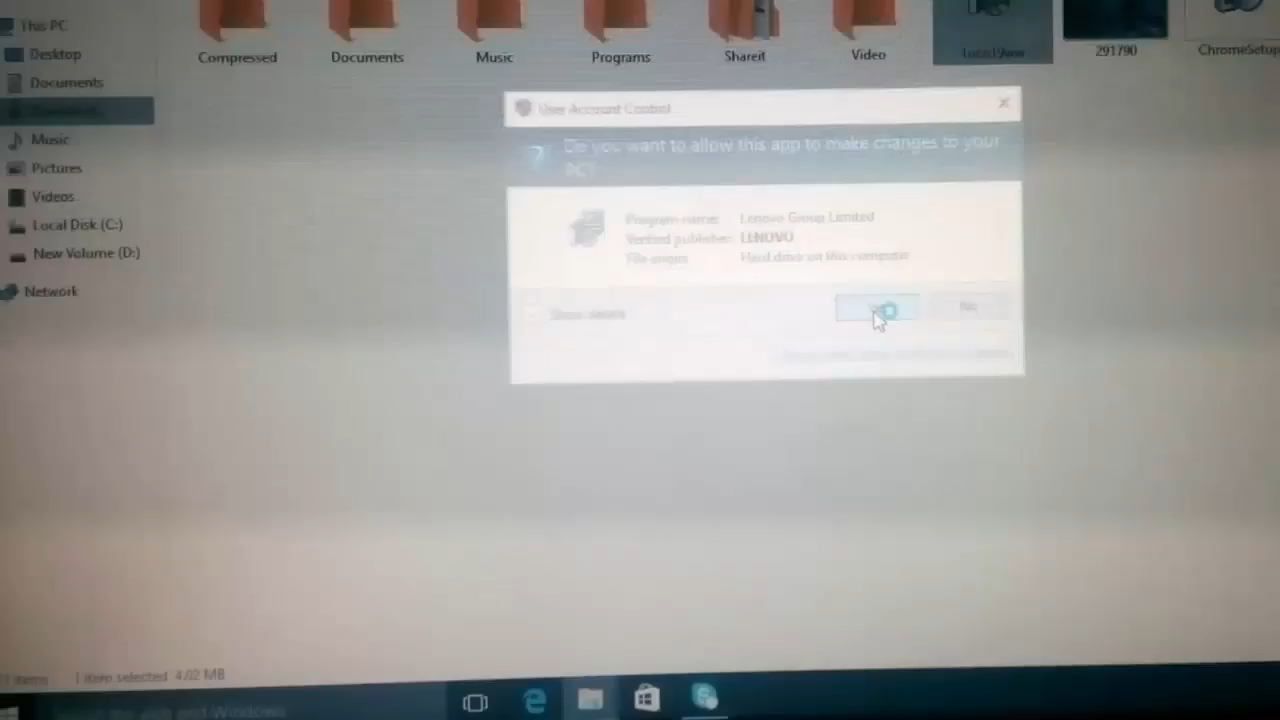 This PC
Desktop
Documents
Music
Pictures
Videos
Local Disk (C:)
New Volume (D:)
Network
Compressed
Documents
Music
Programs
Shareit
Video
291790
ChromeSetup
User Account Control
Do you want to allow this app to make changes to your
PC?
Program name: Lenovo Group Limited
Verified publisher: LENOVO
File origin: Hard drive on this computer
Show details
No
items
1 item selected 4.02 MB
and Windows